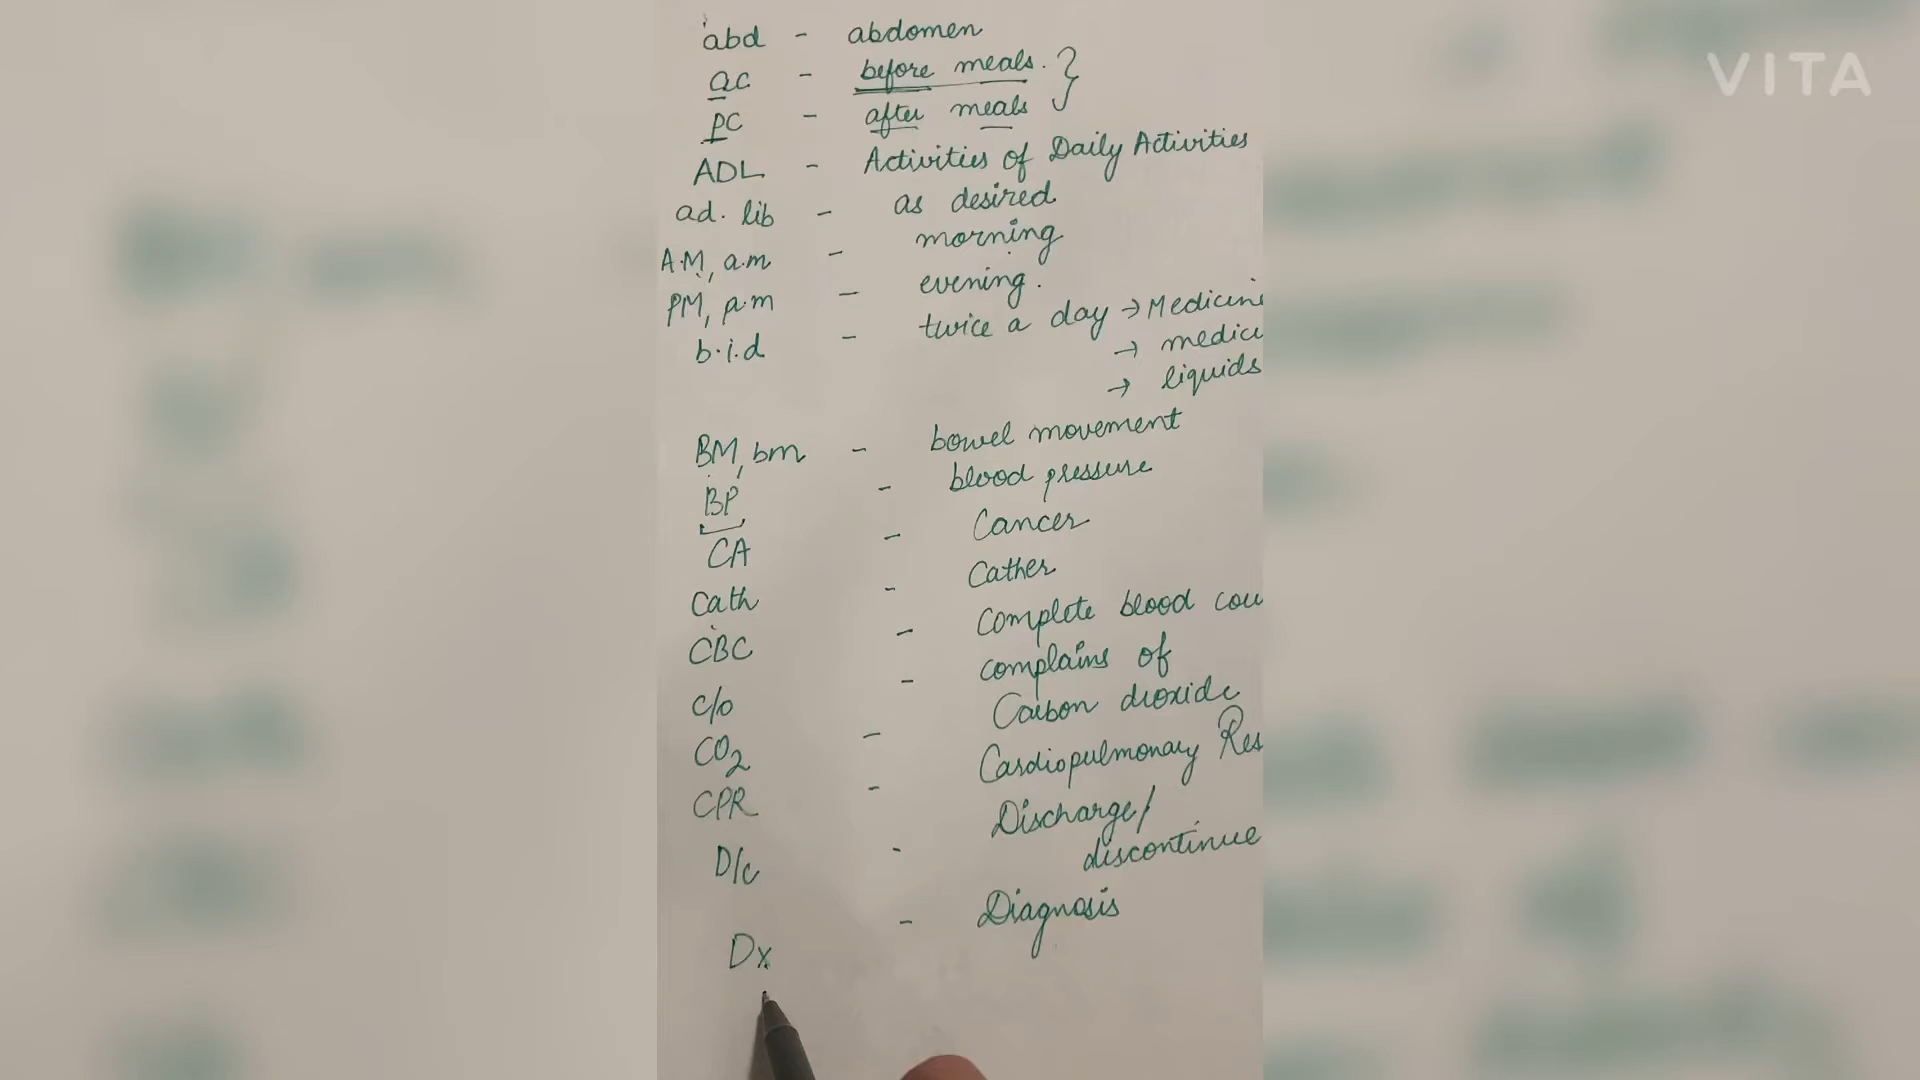 VITA
abd - abdomen
ac - before meals. }
pc - after meals
ADL - Activities of Daily Activities
ad. lib - as desired
A.M, a.m - morning
PM, p.m - evening.
b.i.d - twice a day → Medicin
→ medici
→ liquids
BM, bm - bowel movement
BP - blood pressure
CA - Cancer
Cath - Cather
CBC - Complete blood cou
c/o - complains of
CO2 - Carbon dioxide
CPR - Cardiopulmonary Res
D/c - Discharge/
discontinue
Dx - Diagnosis